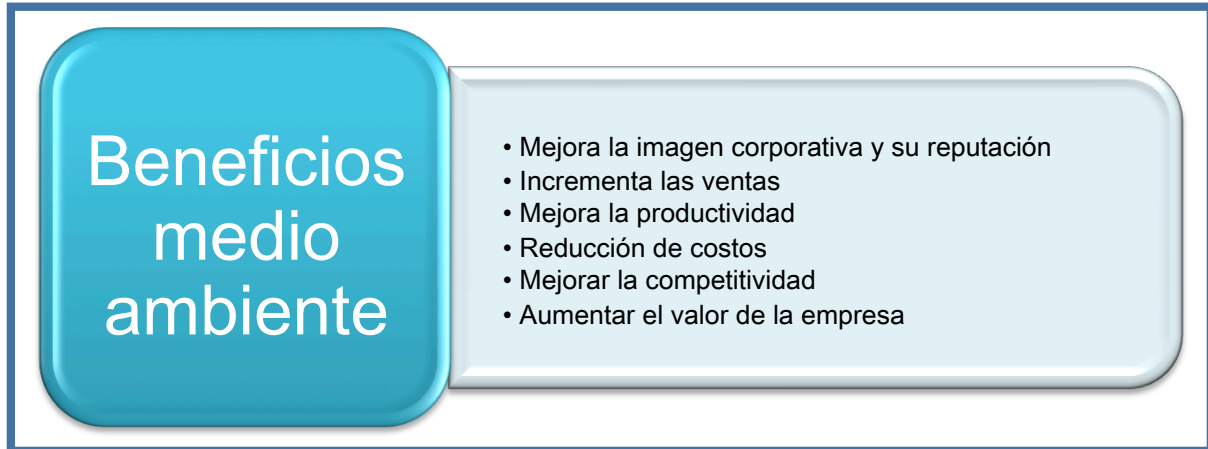 Beneficios
medio
ambiente
• Mejora la imagen corporativa y su reputación
• Incrementa las ventas
• Mejora la productividad
• Reducción de costos
• Mejorar la competitividad
• Aumentar el valor de la empresa